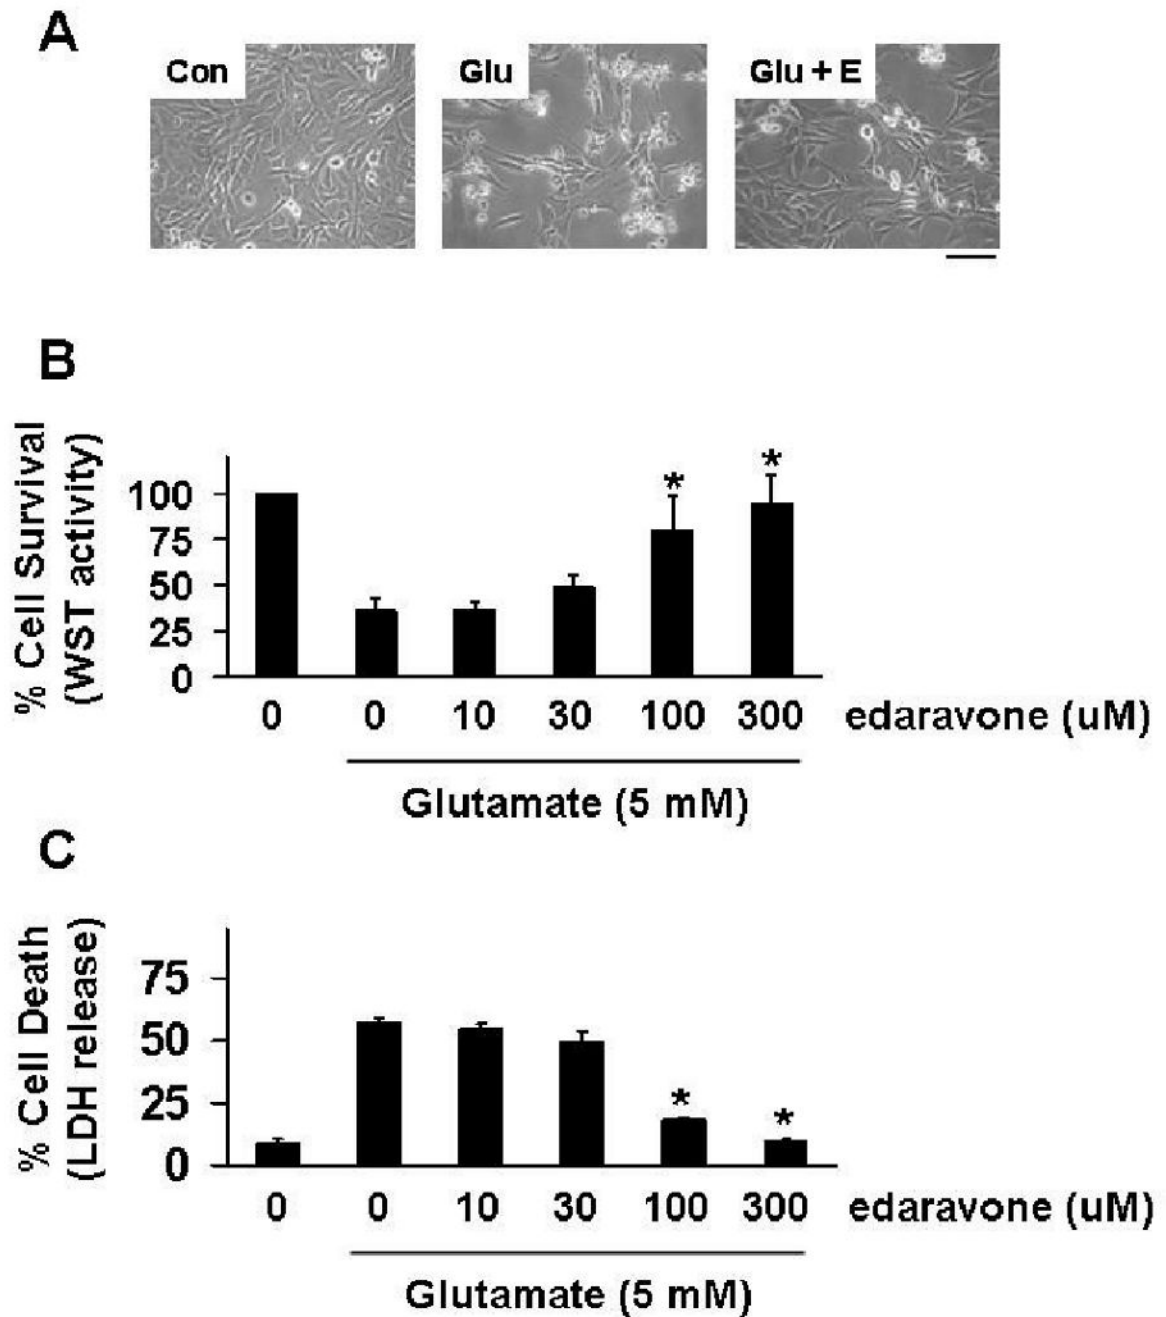 A
Con
Glu
Glu + E
B
% Cell Survival
(WST activity)
100
75
50
25
0
*
*
0 0 10 30 100 300 edaravone (uM)
Glutamate (5 mM)
C
% Cell Death
(LDH release)
75
50
25
0
*
*
0 0 10 30 100 300 edaravone (uM)
Glutamate (5 mM)